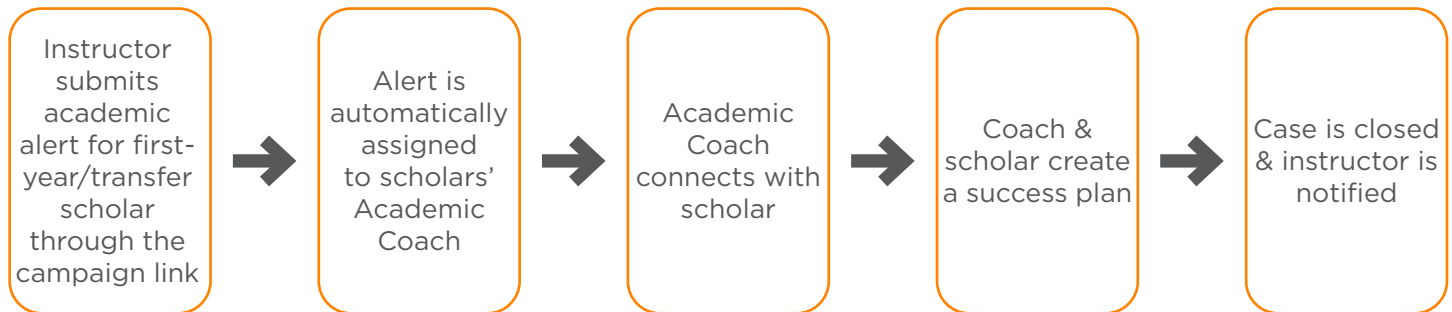 Instructor
submits
academic
alert for first-
year/transfer
scholar
through the
campaign link
Alert is
automatically
assigned
to scholars’
Academic
Coach
Academic
Coach
connects with
scholar
Coach &
scholar create
a success plan
Case is closed
& instructor is
notified